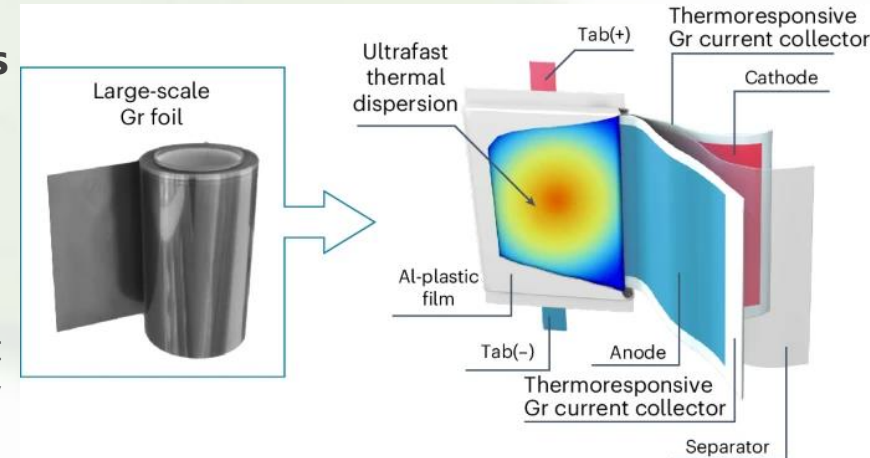 s
Large-scale
Gr foil
Ultrafast
thermal
dispersion
Tab(+)
Thermoresponsive
Gr current collector
Cathode
Al-plastic
film
Tab(−)
Anode
Thermoresponsive
Gr current collector
Separator